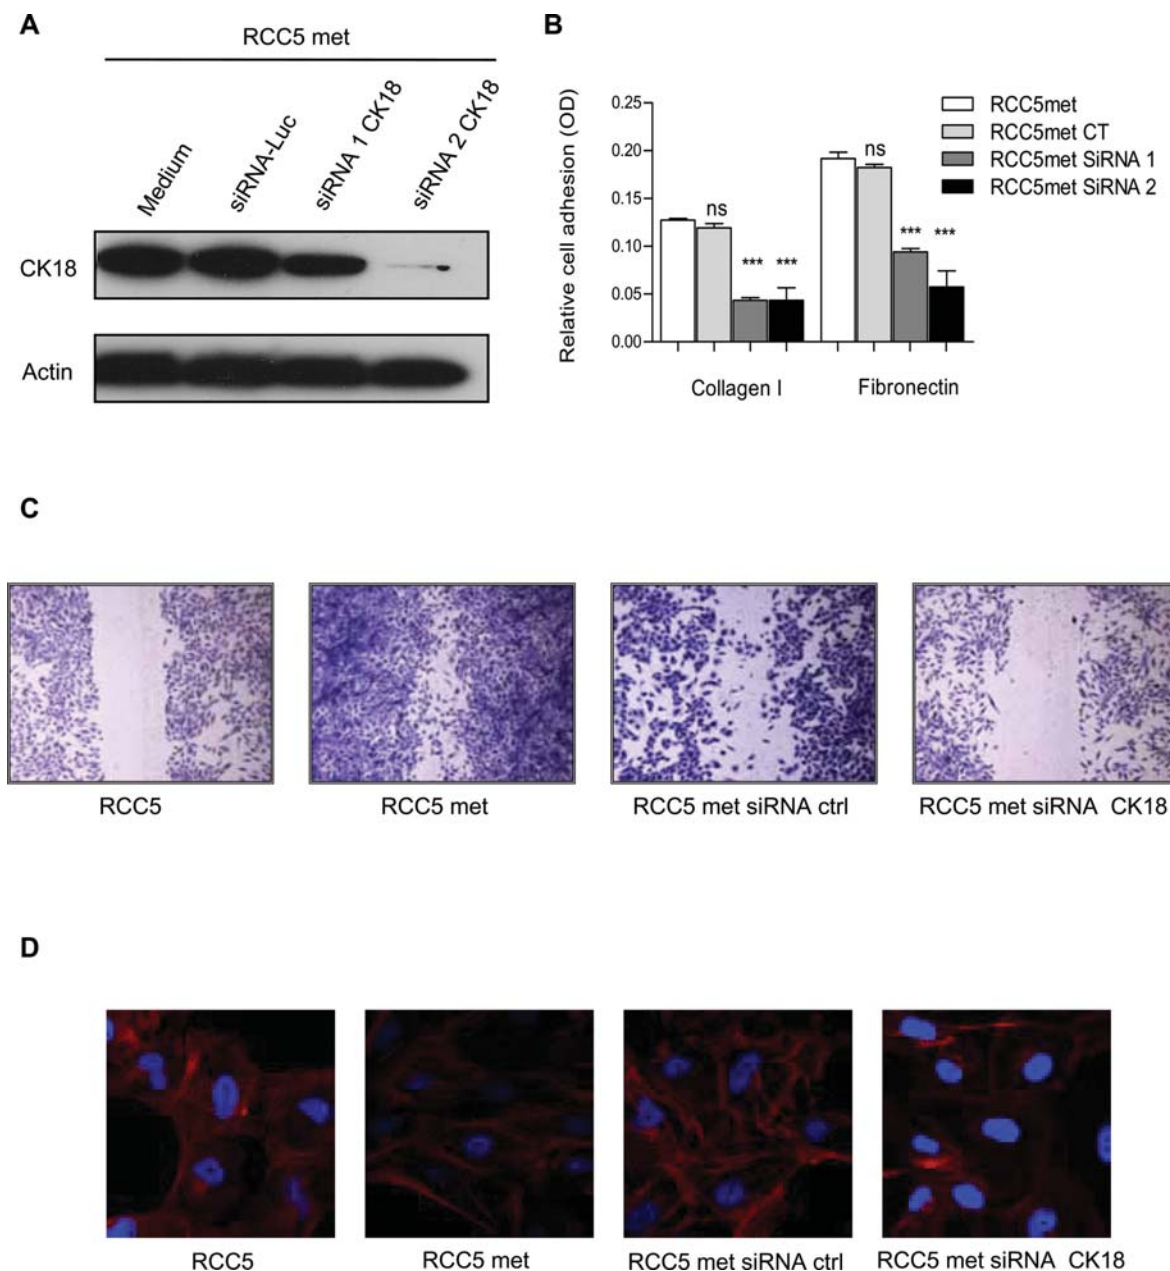 A
RCC5 met
Medium
siRNA-Luc
siRNA 1 CK18
siRNA 2 CK18
CK18
Actin
B
Relative cell adhesion (OD)
0.25
0.20
0.15
0.10
0.05
0.00
ns
*** ***
ns
*** ***
Collagen I
Fibronectin
RCC5met
RCC5met CT
RCC5met SiRNA 1
RCC5met SiRNA 2
C
RCC5
RCC5 met
RCC5 met siRNA ctrl
RCC5 met siRNA CK18
D
RCC5
RCC5 met
RCC5 met siRNA ctrl
RCC5 met siRNA CK18